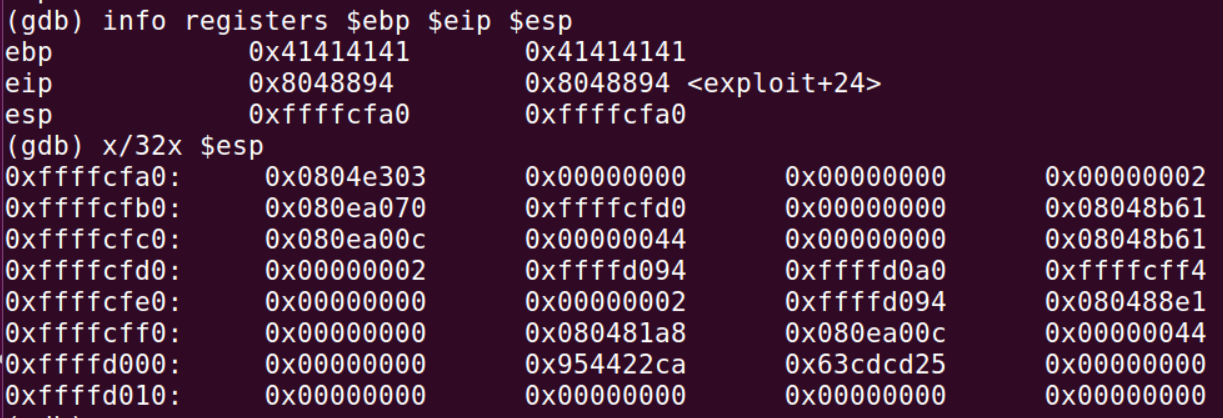 (gdb) info registers $ebp $eip $esp
ebp 0x41414141 0x41414141
eip 0x8048894 0x8048894 <exploit+24>
esp 0xffffcfa0 0xffffcfa0
(gdb) x/32x $esp
0xffffcfa0: 0x0804e303 0x00000000 0x00000000 0x00000002
0xffffcfb0: 0x080ea070 0xffffcfd0 0x00000000 0x08048b61
0xffffcfc0: 0x080ea00c 0x00000044 0x00000000 0x08048b61
0xffffcfd0: 0x00000002 0xffffd094 0xffffd0a0 0xffffcff4
0xffffcfe0: 0x00000000 0x00000002 0xffffd094 0x080488e1
0xffffcff0: 0x00000000 0x080481a8 0x080ea00c 0x00000044
0xffffd000: 0x00000000 0x954422ca 0x63cdcd25 0x00000000
0xffffd010: 0x00000000 0x00000000 0x00000000 0x00000000